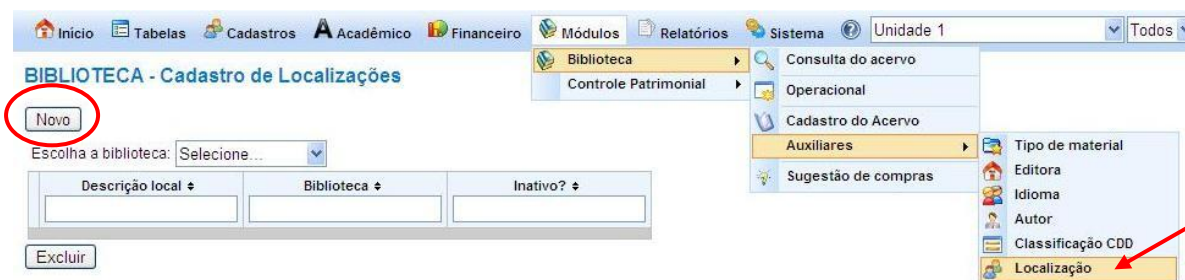 Início Tabelas Cadastros Acadêmico Financeiro Módulos Relatórios Sistema Unidade 1 Todos
BIBLIOTECA - Cadastro de Localizações
Novo
Escolha a biblioteca: Selecione...
Descrição local Biblioteca Inativo?
Excluir
Biblioteca
Controle Patrimonial
Consulta do acervo
Operacional
Cadastro do Acervo
Auxiliares
Sugestão de compras
Tipo de material
Editora
Idioma
Autor
Classificação CDD
Localização